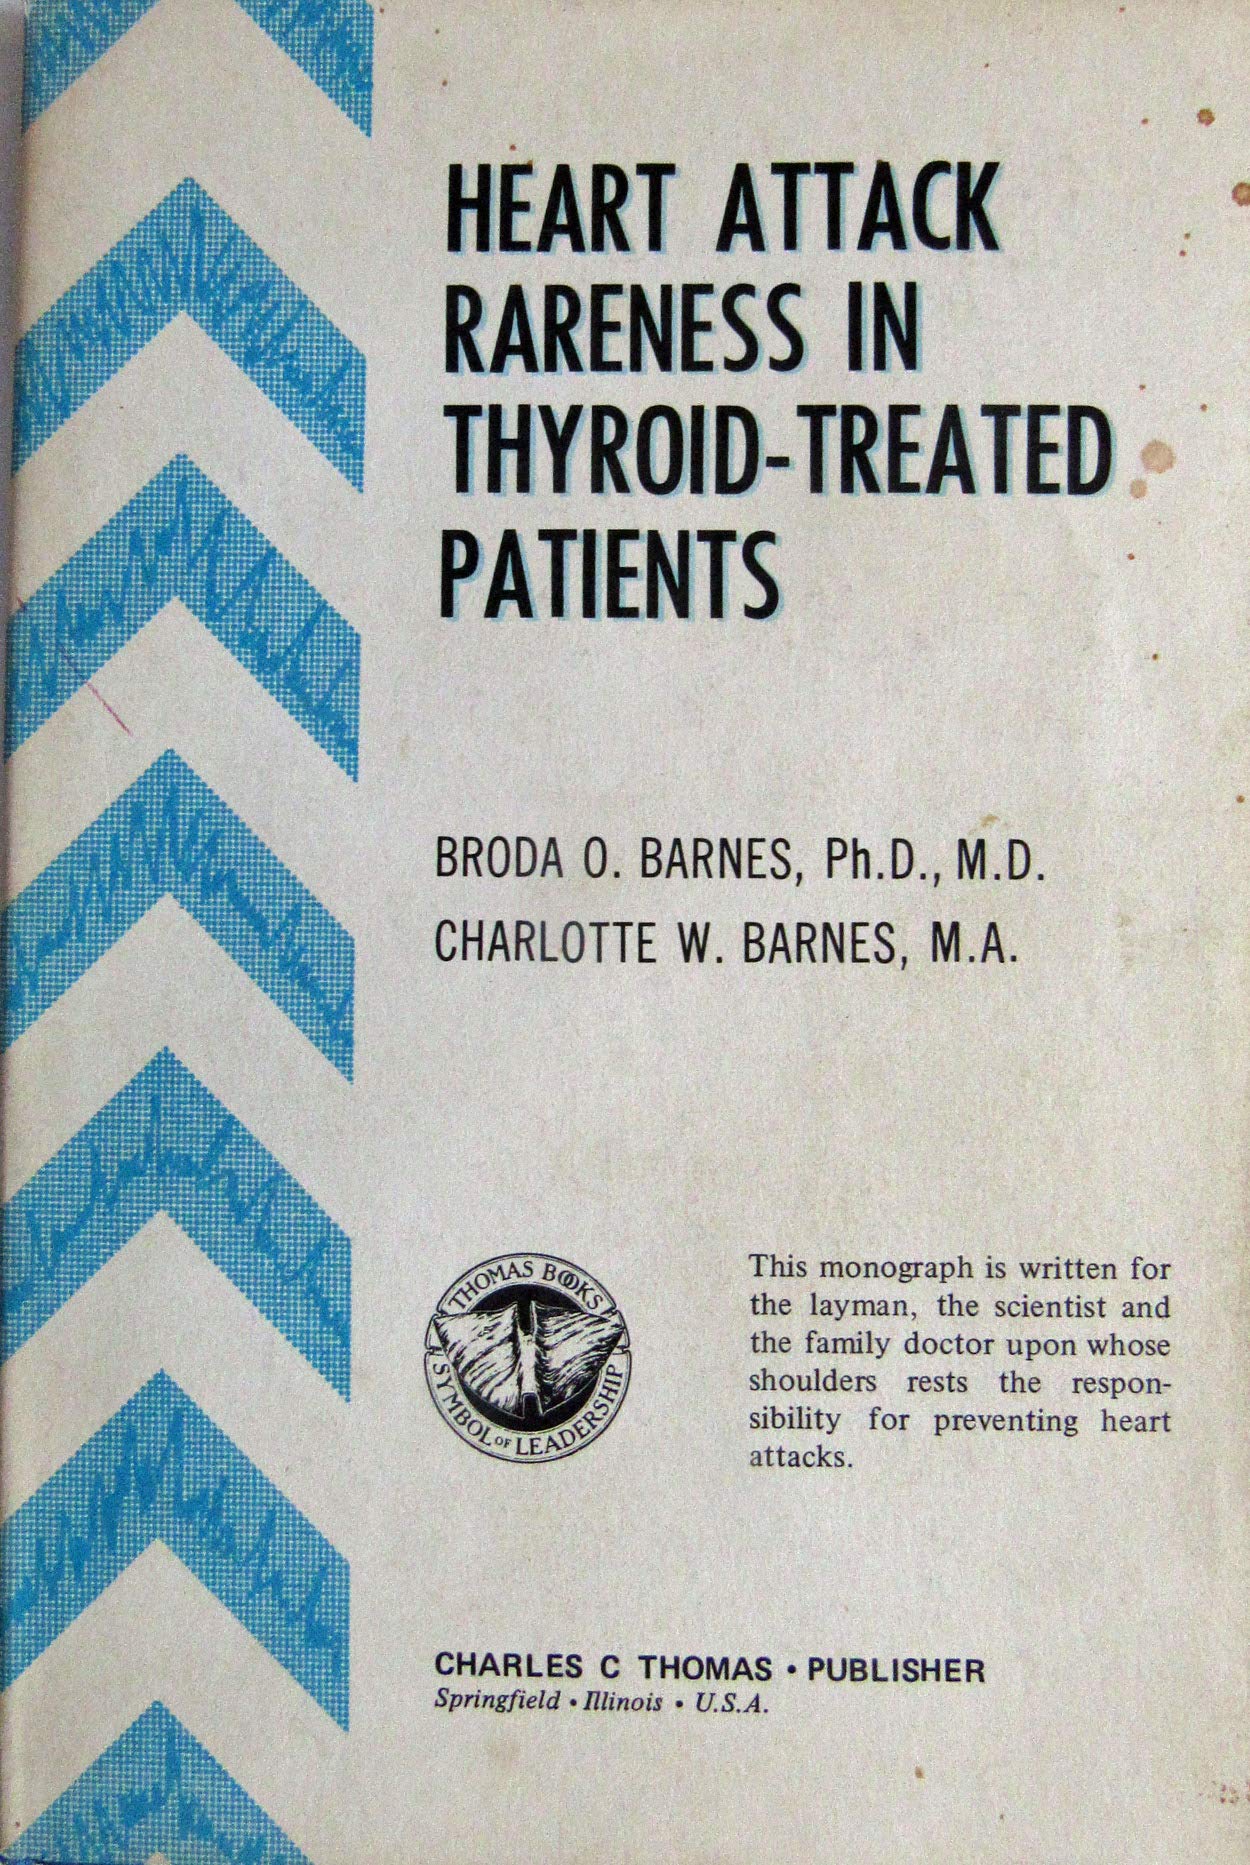 HEART ATTACK
RARENESS IN
THYROID-TREATED
PATIENTS
BRODA O. BARNES, Ph.D., M.D.
CHARLOTTE W. BARNES, M.A.
THOMAS BOOKS
SYMBOL OF LEADERSHIP
This monograph is written for
the layman, the scientist and
the family doctor upon whose
shoulders rests the respon-
sibility for preventing heart
attacks.
CHARLES C THOMAS • PUBLISHER
Springfield • Illinois • U.S.A.